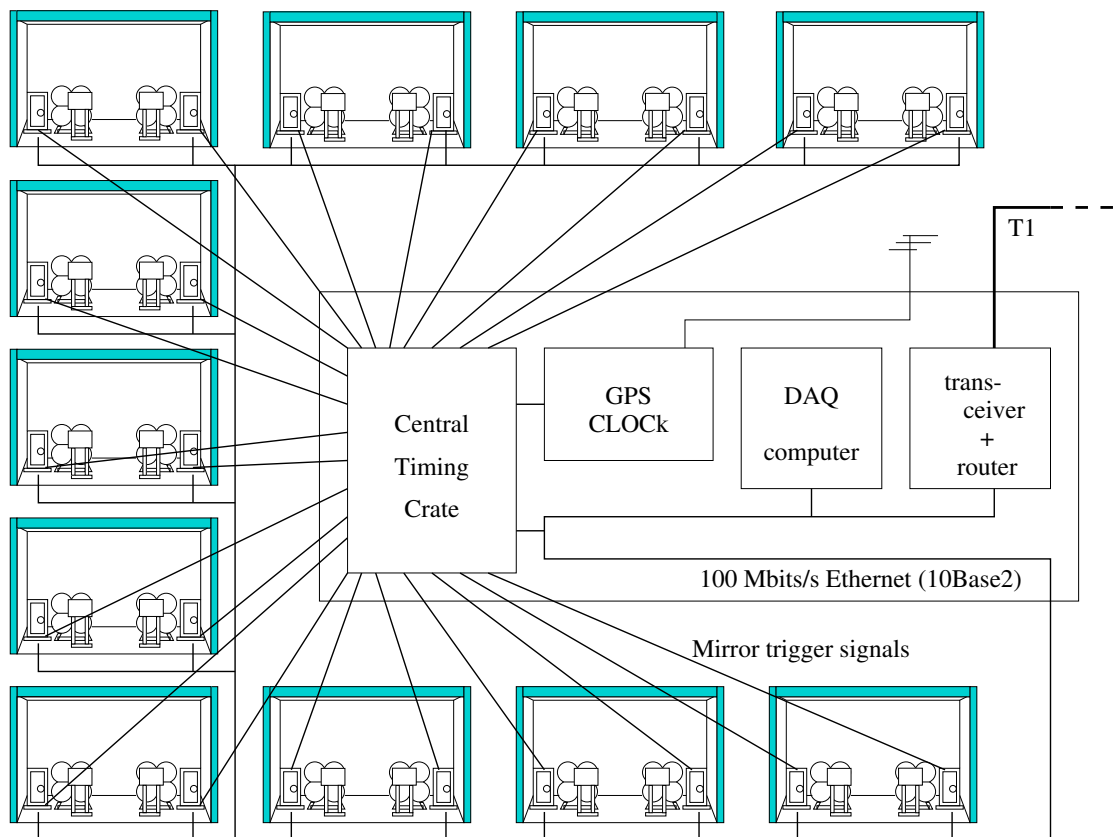 T1
Central
Timing
Crate
GPS
CLOCk
DAQ
computer
trans-
ceiver
+
router
100 Mbits/s Ethernet (10Base2)
Mirror trigger signals